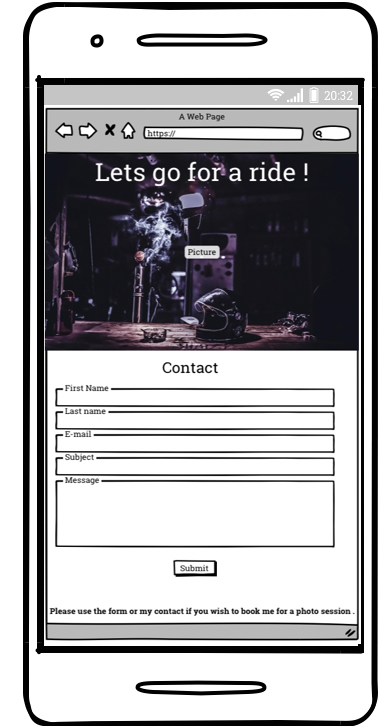 20:32
A Web Page
https://
Lets go for a ride !
Picture
Contact
First Name
Last name
E-mail
Subject
Message
Submit
Please use the form or my contact if you wish to book me for a photo session .